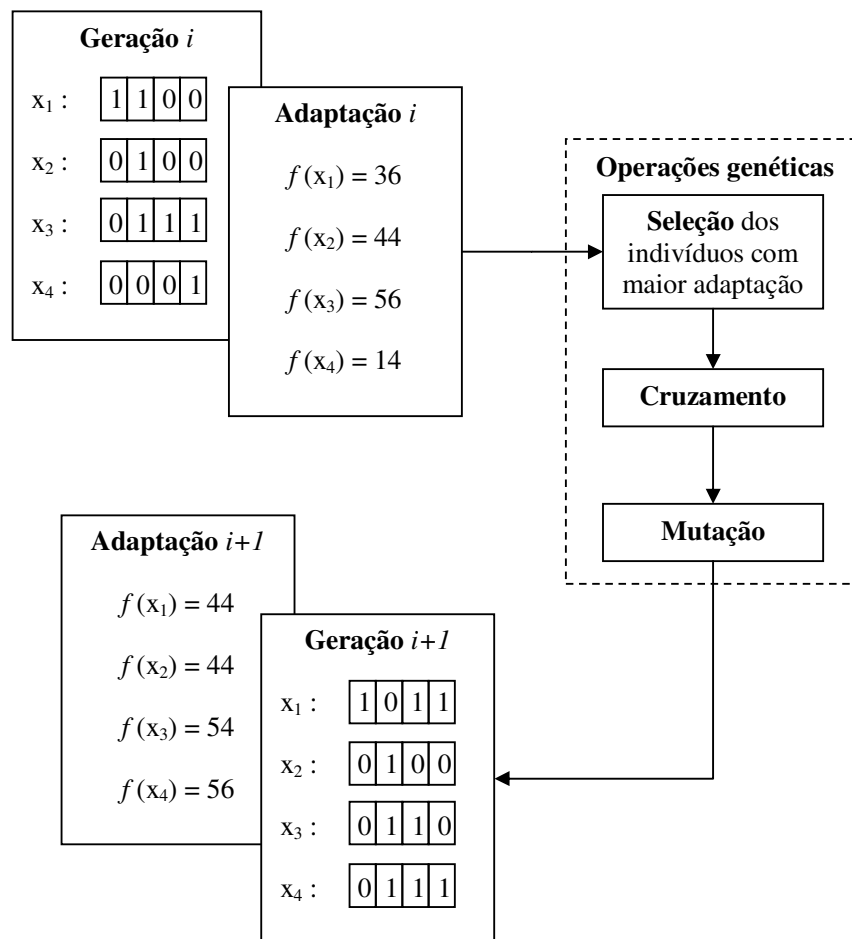 Geração i
x₁ : 1 1 0 0
x₂ : 0 1 0 0
x₃ : 0 1 1 1
x₄ : 0 0 0 1
Adaptação i
f (x₁) = 36
f (x₂) = 44
f (x₃) = 56
f (x₄) = 14
Operações genéticas
Seleção dos
indivíduos com
maior adaptação
Cruzamento
Mutação
Adaptação i+1
f (x₁) = 44
f (x₂) = 44
f (x₃) = 54
f (x₄) = 56
Geração i+1
x₁ : 1 0 1 1
x₂ : 0 1 0 0
x₃ : 0 1 1 0
x₄ : 0 1 1 1